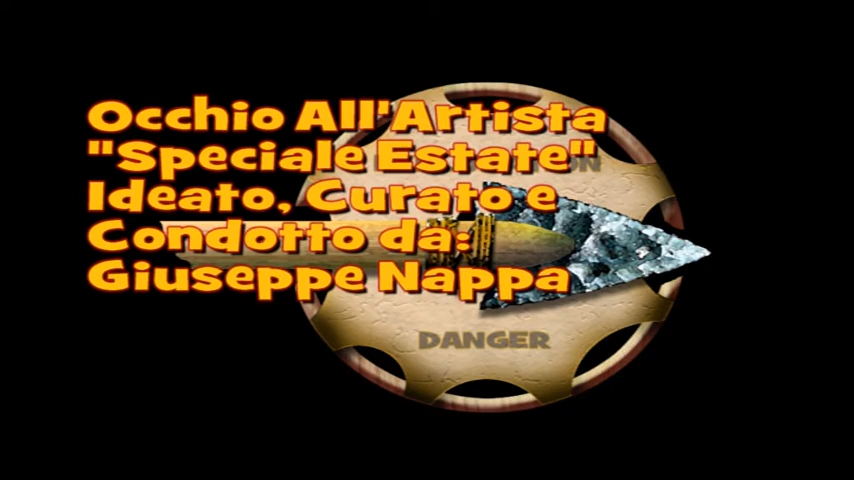 Occhio All'Artista
"Speciale Estate"
Ideato, Curato e
Condotto da:
Giuseppe Nappa
DANGER